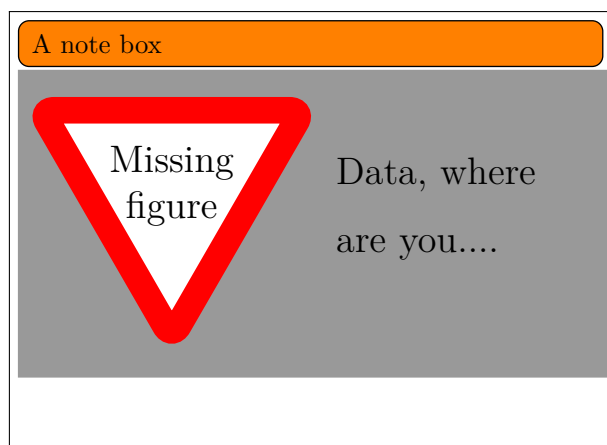 A note box
Missing
figure
Data, where
are you....